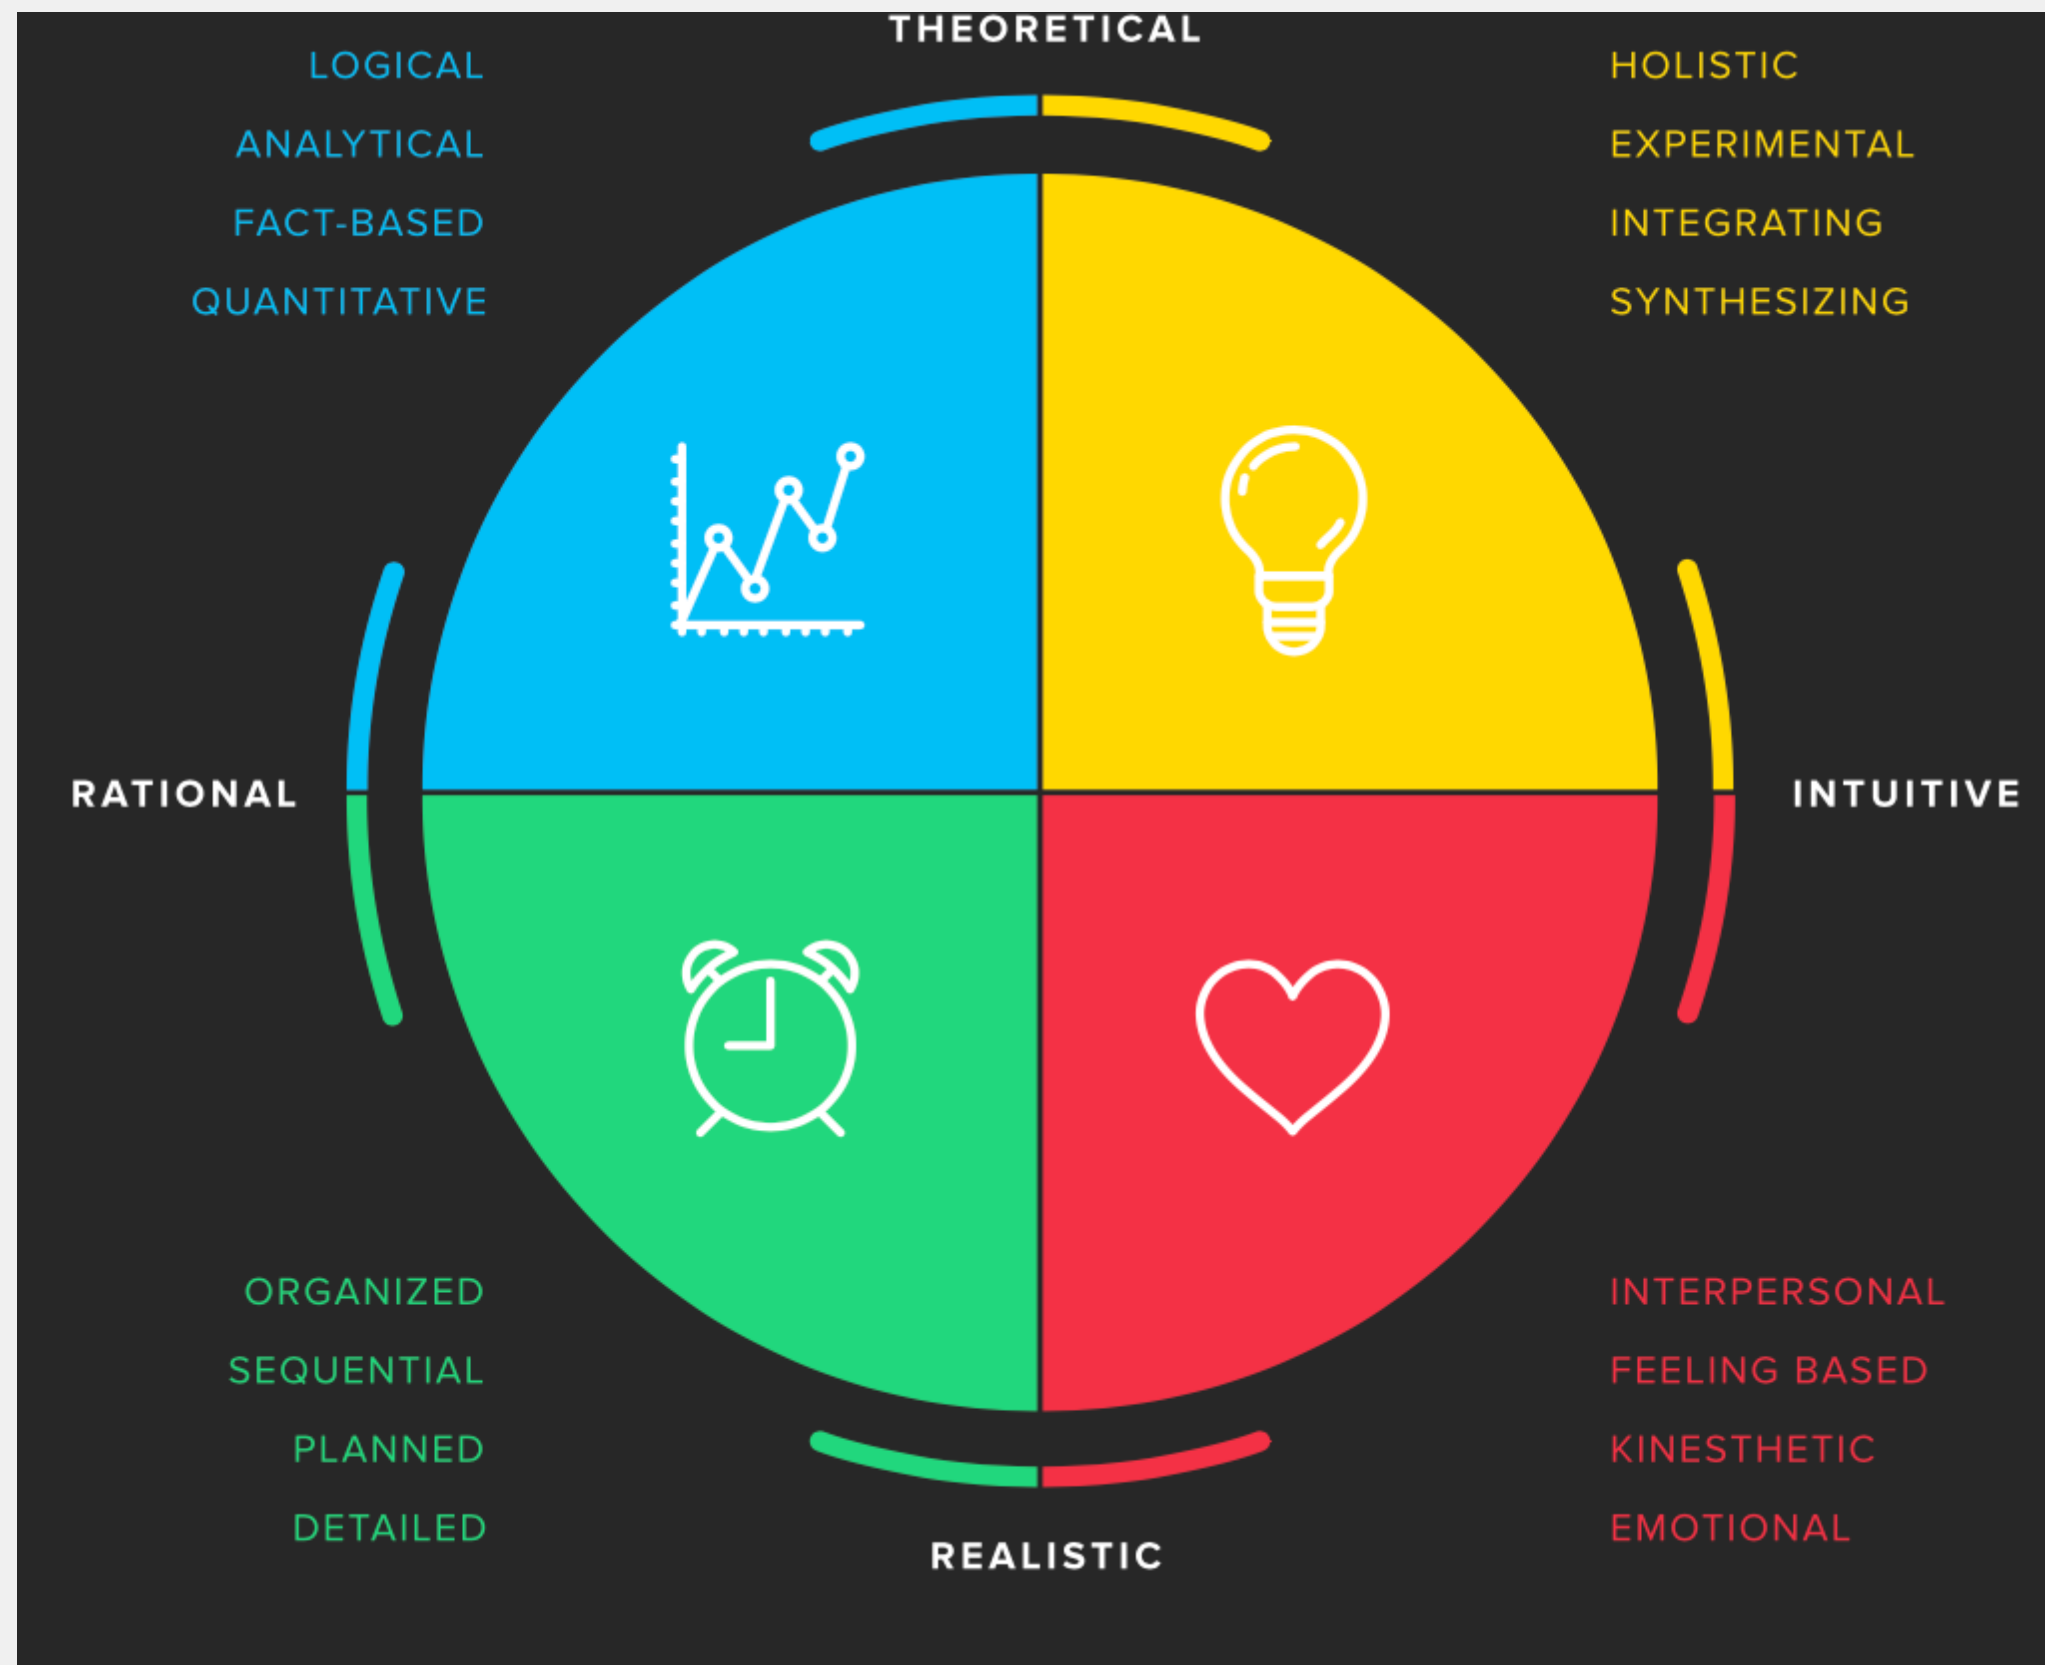 THEORETICAL
LOGICAL
ANALYTICAL
FACT-BASED
QUANTITATIVE
HOLISTIC
EXPERIMENTAL
INTEGRATING
SYNTHESIZING
RATIONAL
INTUITIVE
ORGANIZED
SEQUENTIAL
PLANNED
DETAILED
INTERPERSONAL
FEELING BASED
KINESTHETIC
EMOTIONAL
REALISTIC